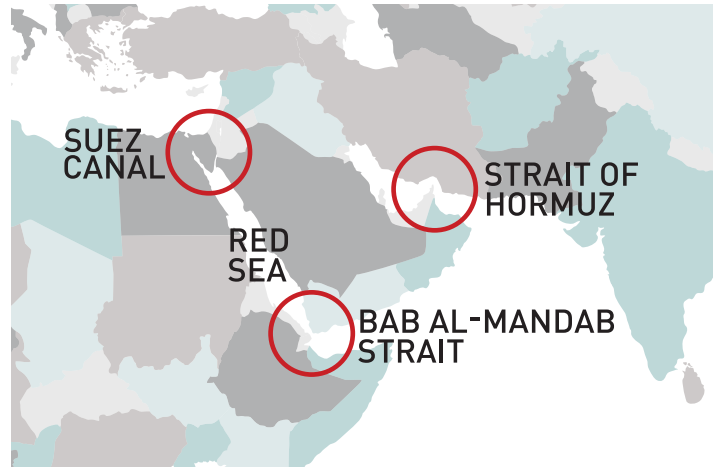 SUEZ
CANAL
STRAIT OF
HORMUZ
RED
SEA
BAB AL-MANDAB
STRAIT